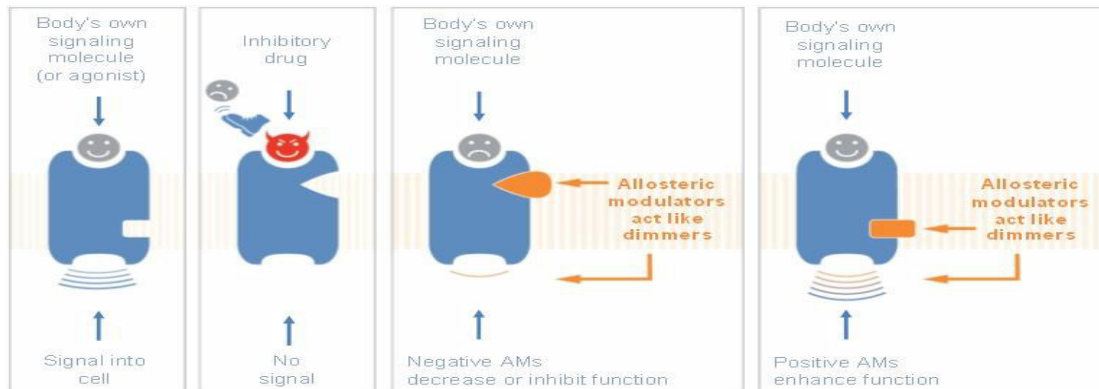 Body's own
signaling
molecule
(or agonist)
Signal into
cell
Inhibitory
drug
No
signal
Body's own
signaling
molecule
Allosteric
modulators
act like
dimmers
Negative AMs
decrease or inhibit function
Body's own
signaling
molecule
Allosteric
modulators
act like
dimmers
Positive AMs
enhance function